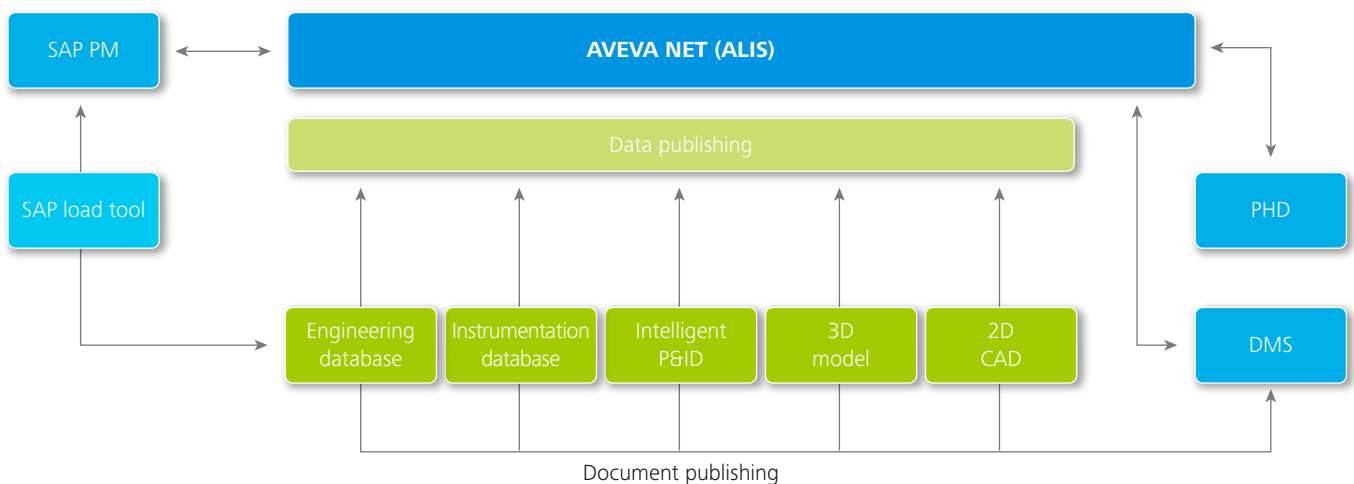 SAP PM
AVEVA NET (ALIS)
Data publishing
SAP load tool
PHD
Engineering
database
Instrumentation
database
Intelligent
P&ID
3D
model
2D
CAD
DMS
Document publishing